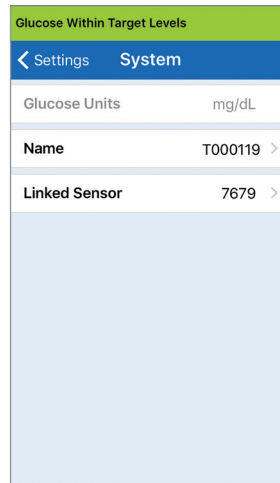 Glucose Within Target Levels
Settings System
Glucose Units mg/dL
Name T000119
Linked Sensor 7679